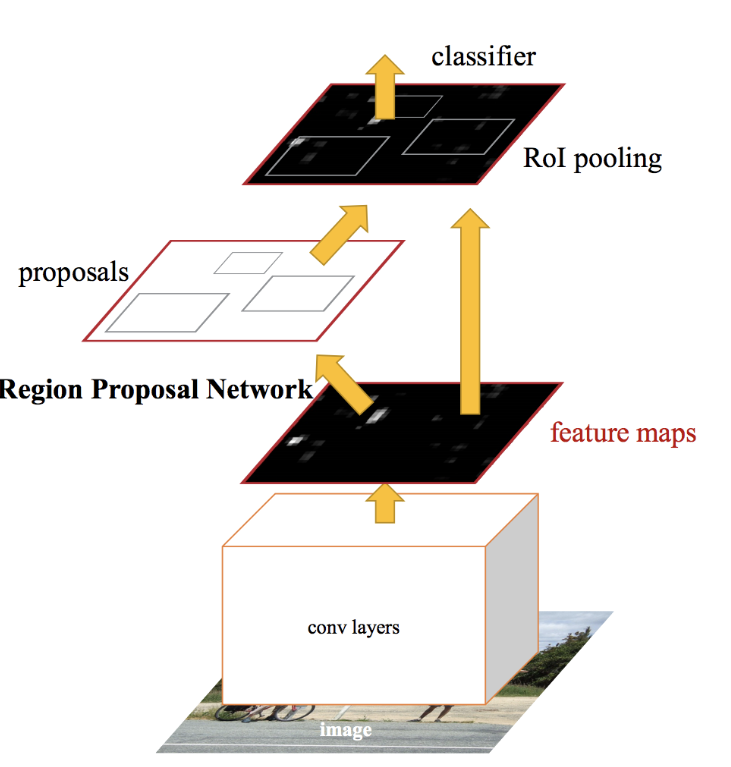 classifier
RoI pooling
proposals
Region Proposal Network
feature maps
conv layers
image